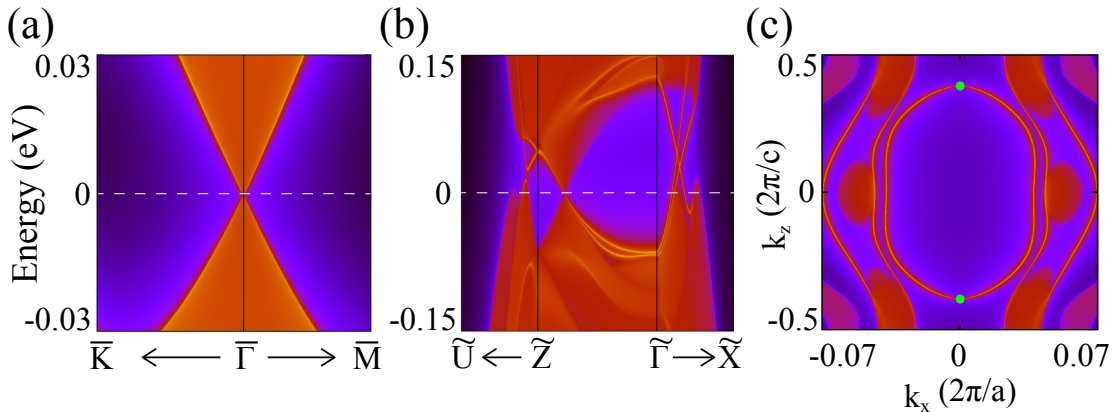 (a)
(b)
(c)
0.03
0
-0.03
Energy (eV)
K̅ ← Γ̅ → M̅
0.15
0
-0.15
Ũ ← Z̃ Γ̃ → X̃
0.5
0
-0.5
k_z (2π/c)
-0.07 0 0.07
k_x (2π/a)